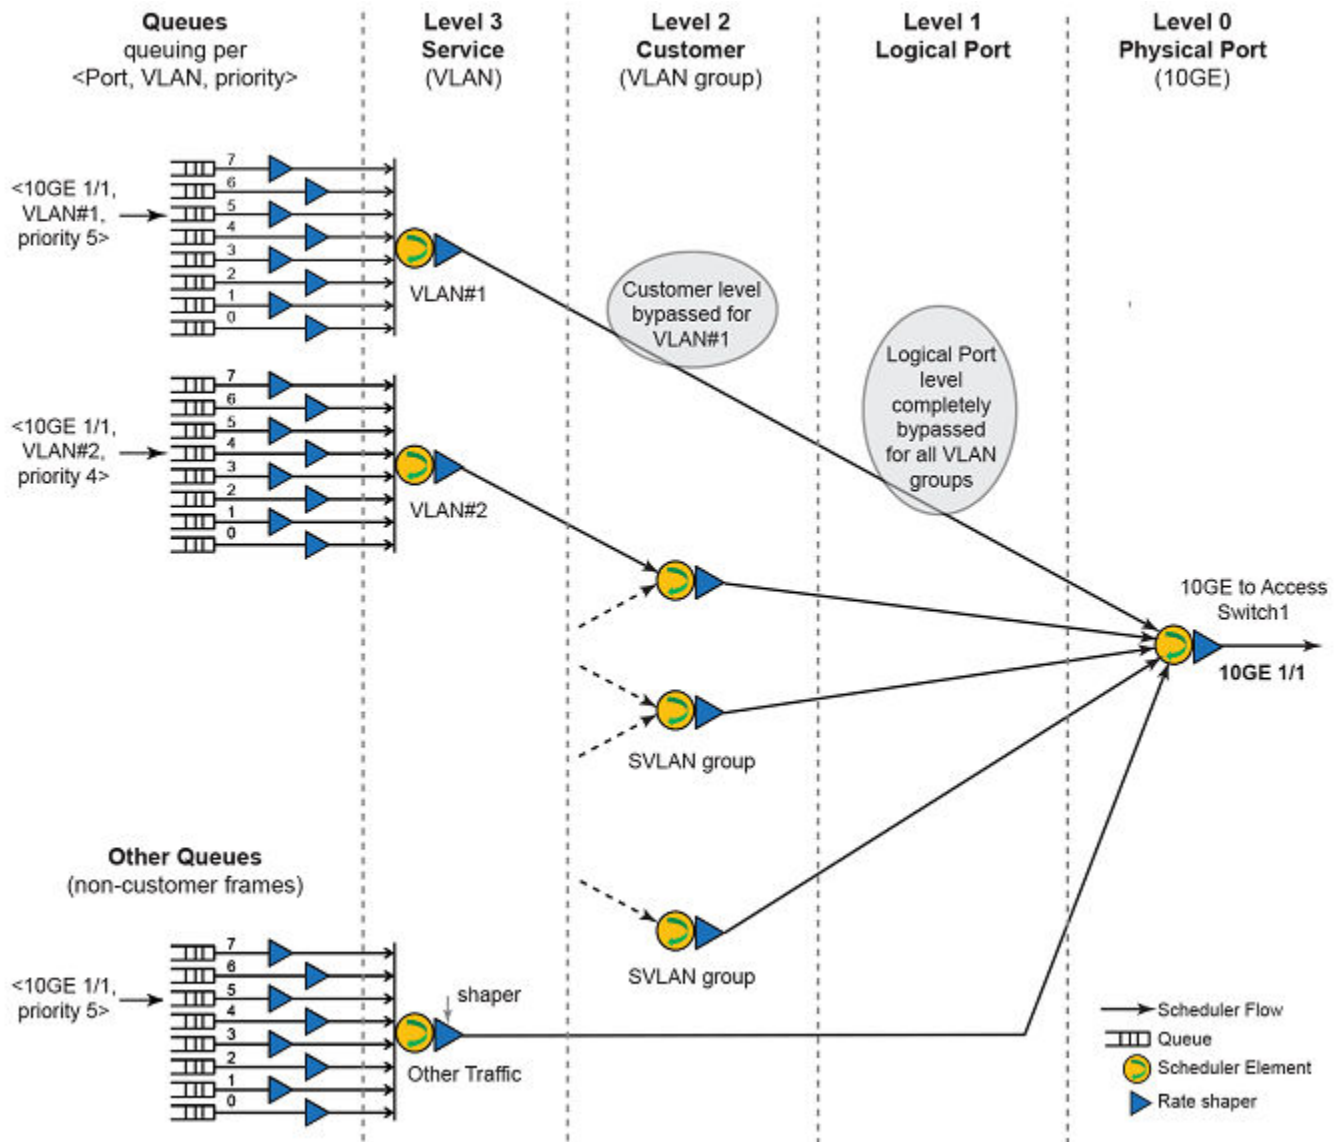 Queues
queuing per
<Port, VLAN, priority>
Level 3
Service
(VLAN)
Level 2
Customer
(VLAN group)
Level 1
Logical Port
Level 0
Physical Port
(10GE)
<10GE 1/1,
VLAN#1,
priority 5>
7
6
5
4
3
2
1
0
VLAN#1
Customer level
bypassed for
VLAN#1
Logical Port
level
completely
bypassed
for all VLAN
groups
<10GE 1/1,
VLAN#2,
priority 4>
7
6
5
4
3
2
1
0
VLAN#2
10GE to Access
Switch1
10GE 1/1
SVLAN group
SVLAN group
Other Queues
(non-customer frames)
<10GE 1/1,
priority 5>
7
6
5
4
3
2
1
0
shaper
Other Traffic
Scheduler Flow
Queue
Scheduler Element
Rate shaper